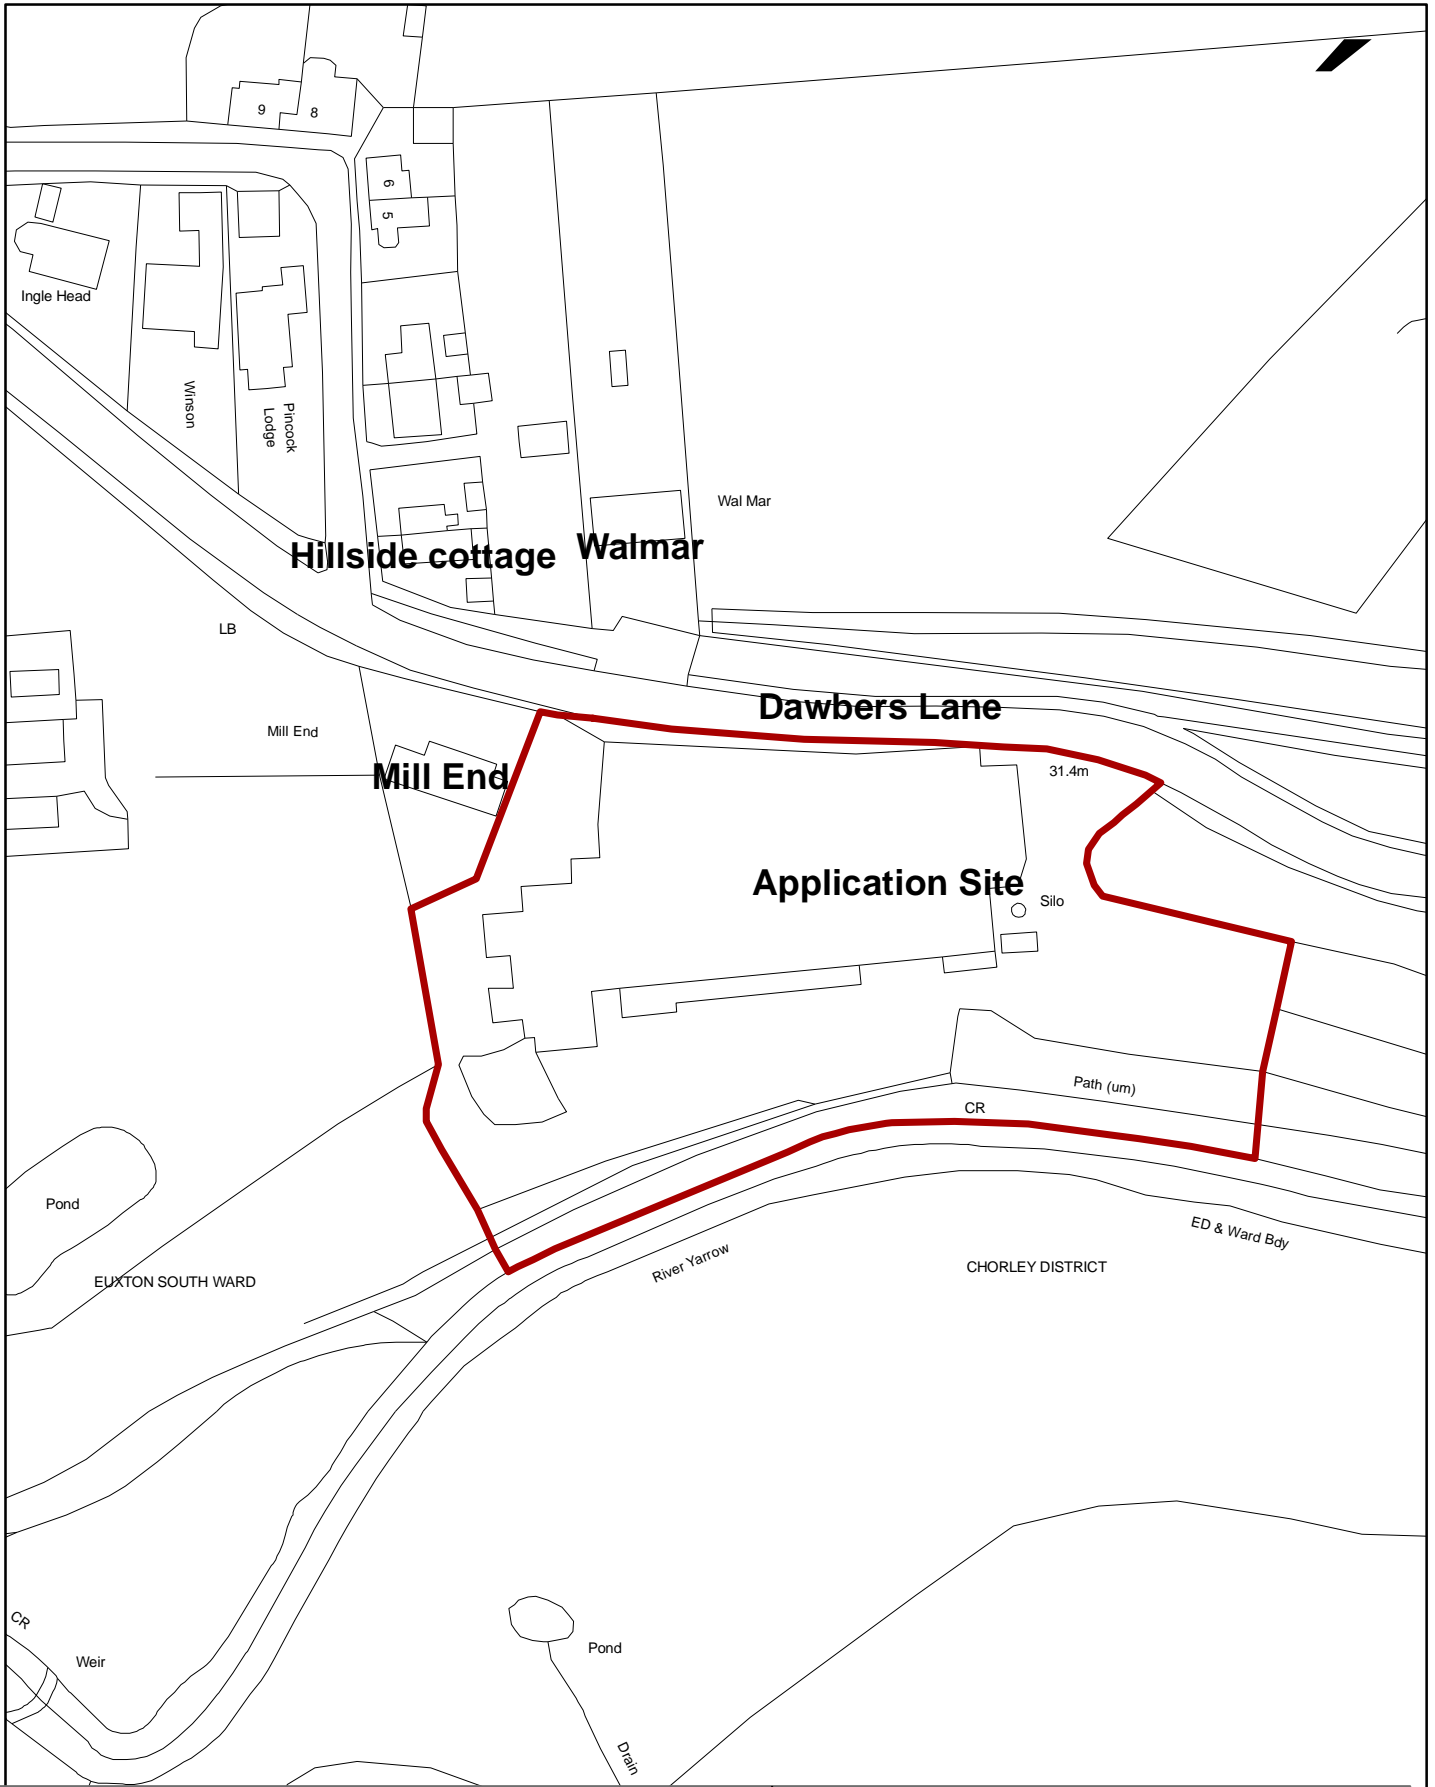 9
8
6
5
Ingle Head
Winson
Pincock
Lodge
Wal Mar
Hillside cottage
Walmar
LB
Dawbers Lane
Mill End
Mill End
31.4m
Application Site
Silo
Path (um)
CR
Pond
River Yarrow
ED & Ward Bdy
EUXTON SOUTH WARD
CHORLEY DISTRICT
CR
Weir
Pond
Drain